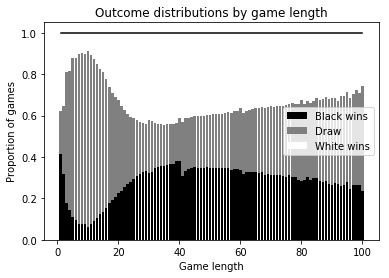 Outcome distributions by game length
1.0
0.8
0.6
0.4
0.2
0.0
Proportion of games
Black wins
Draw
White wins
0 20 40 60 80 100
Game length